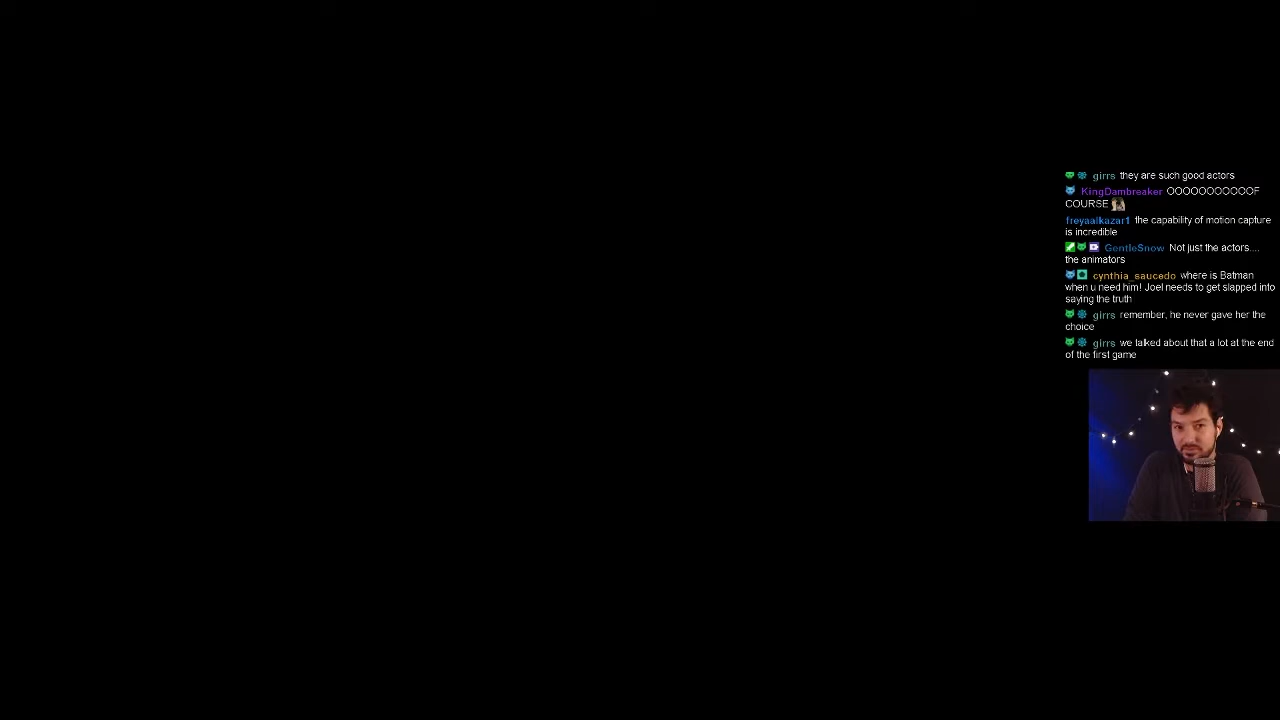 girrs they are such good actors
KingDambreaker OOOOOOOOOOOF
COURSE
freyaalkazar1 the capability of motion capture
is incredible
GentleSnow Not just the actors....
the animators
cynthia_saucedo where is Batman
when u need him! Joel needs to get slapped into
saying the truth
girrs remember, he never gave her the
choice
girrs we talked about that a lot at the end
of the first game